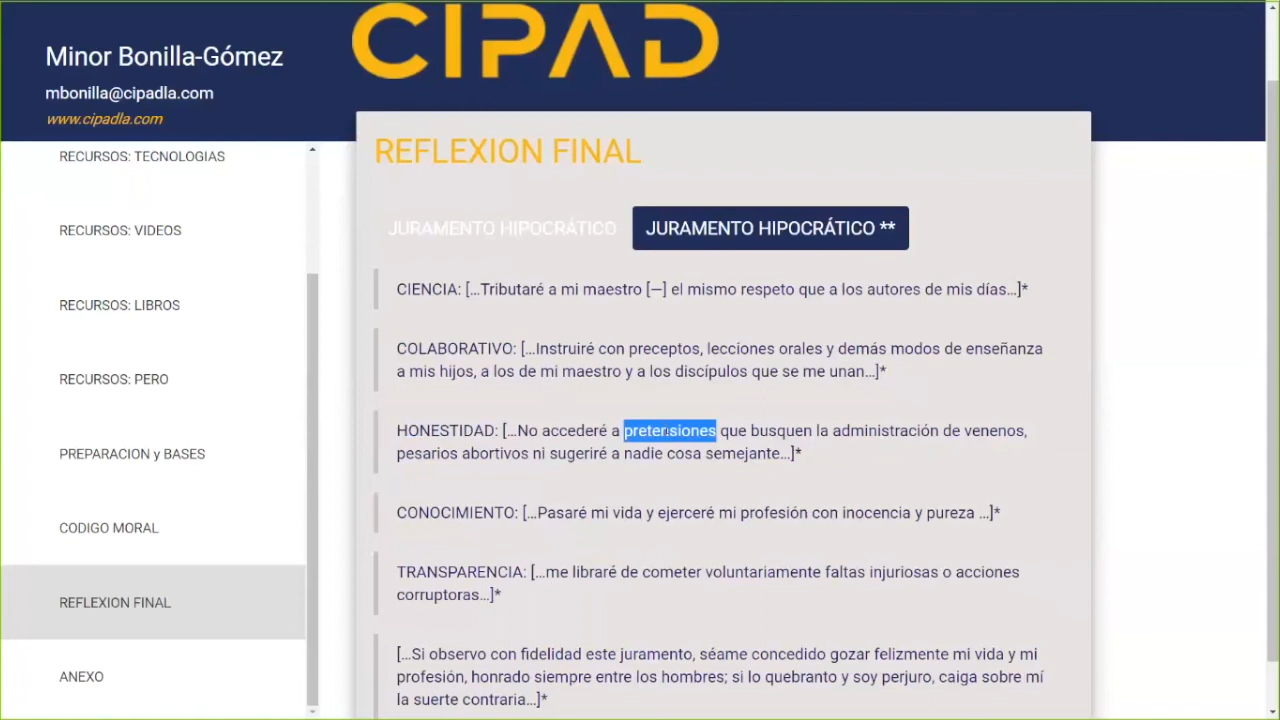 CIPAD
Minor Bonilla-Gómez
mbonilla@cipadla.com
www.cipadla.com
RECURSOS: TECNOLOGIAS
RECURSOS: VIDEOS
RECURSOS: LIBROS
RECURSOS: PERO
PREPARACION y BASES
CODIGO MORAL
REFLEXION FINAL
ANEXO
REFLEXION FINAL
JURAMENTO HIPOCRÁTICO
JURAMENTO HIPOCRÁTICO **
CIENCIA: [...Tributaré a mi maestro [—] el mismo respeto que a los autores de mis días...]*
COLABORATIVO: [...Instruiré con preceptos, lecciones orales y demás modos de enseñanza
a mis hijos, a los de mi maestro y a los discípulos que se me unan...]*
HONESTIDAD: [...No accederé a pretensiones que busquen la administración de venenos,
pesarios abortivos ni sugeriré a nadie cosa semejante...]*
CONOCIMIENTO: [...Pasaré mi vida y ejerceré mi profesión con inocencia y pureza ...]*
TRANSPARENCIA: [...me libraré de cometer voluntariamente faltas injuriosas o acciones
corruptoras...]*
[...Si observo con fidelidad este juramento, séame concedido gozar felizmente mi vida y mi
profesión, honrado siempre entre los hombres; si lo quebranto y soy perjuro, caiga sobre mí
la suerte contraria...]*